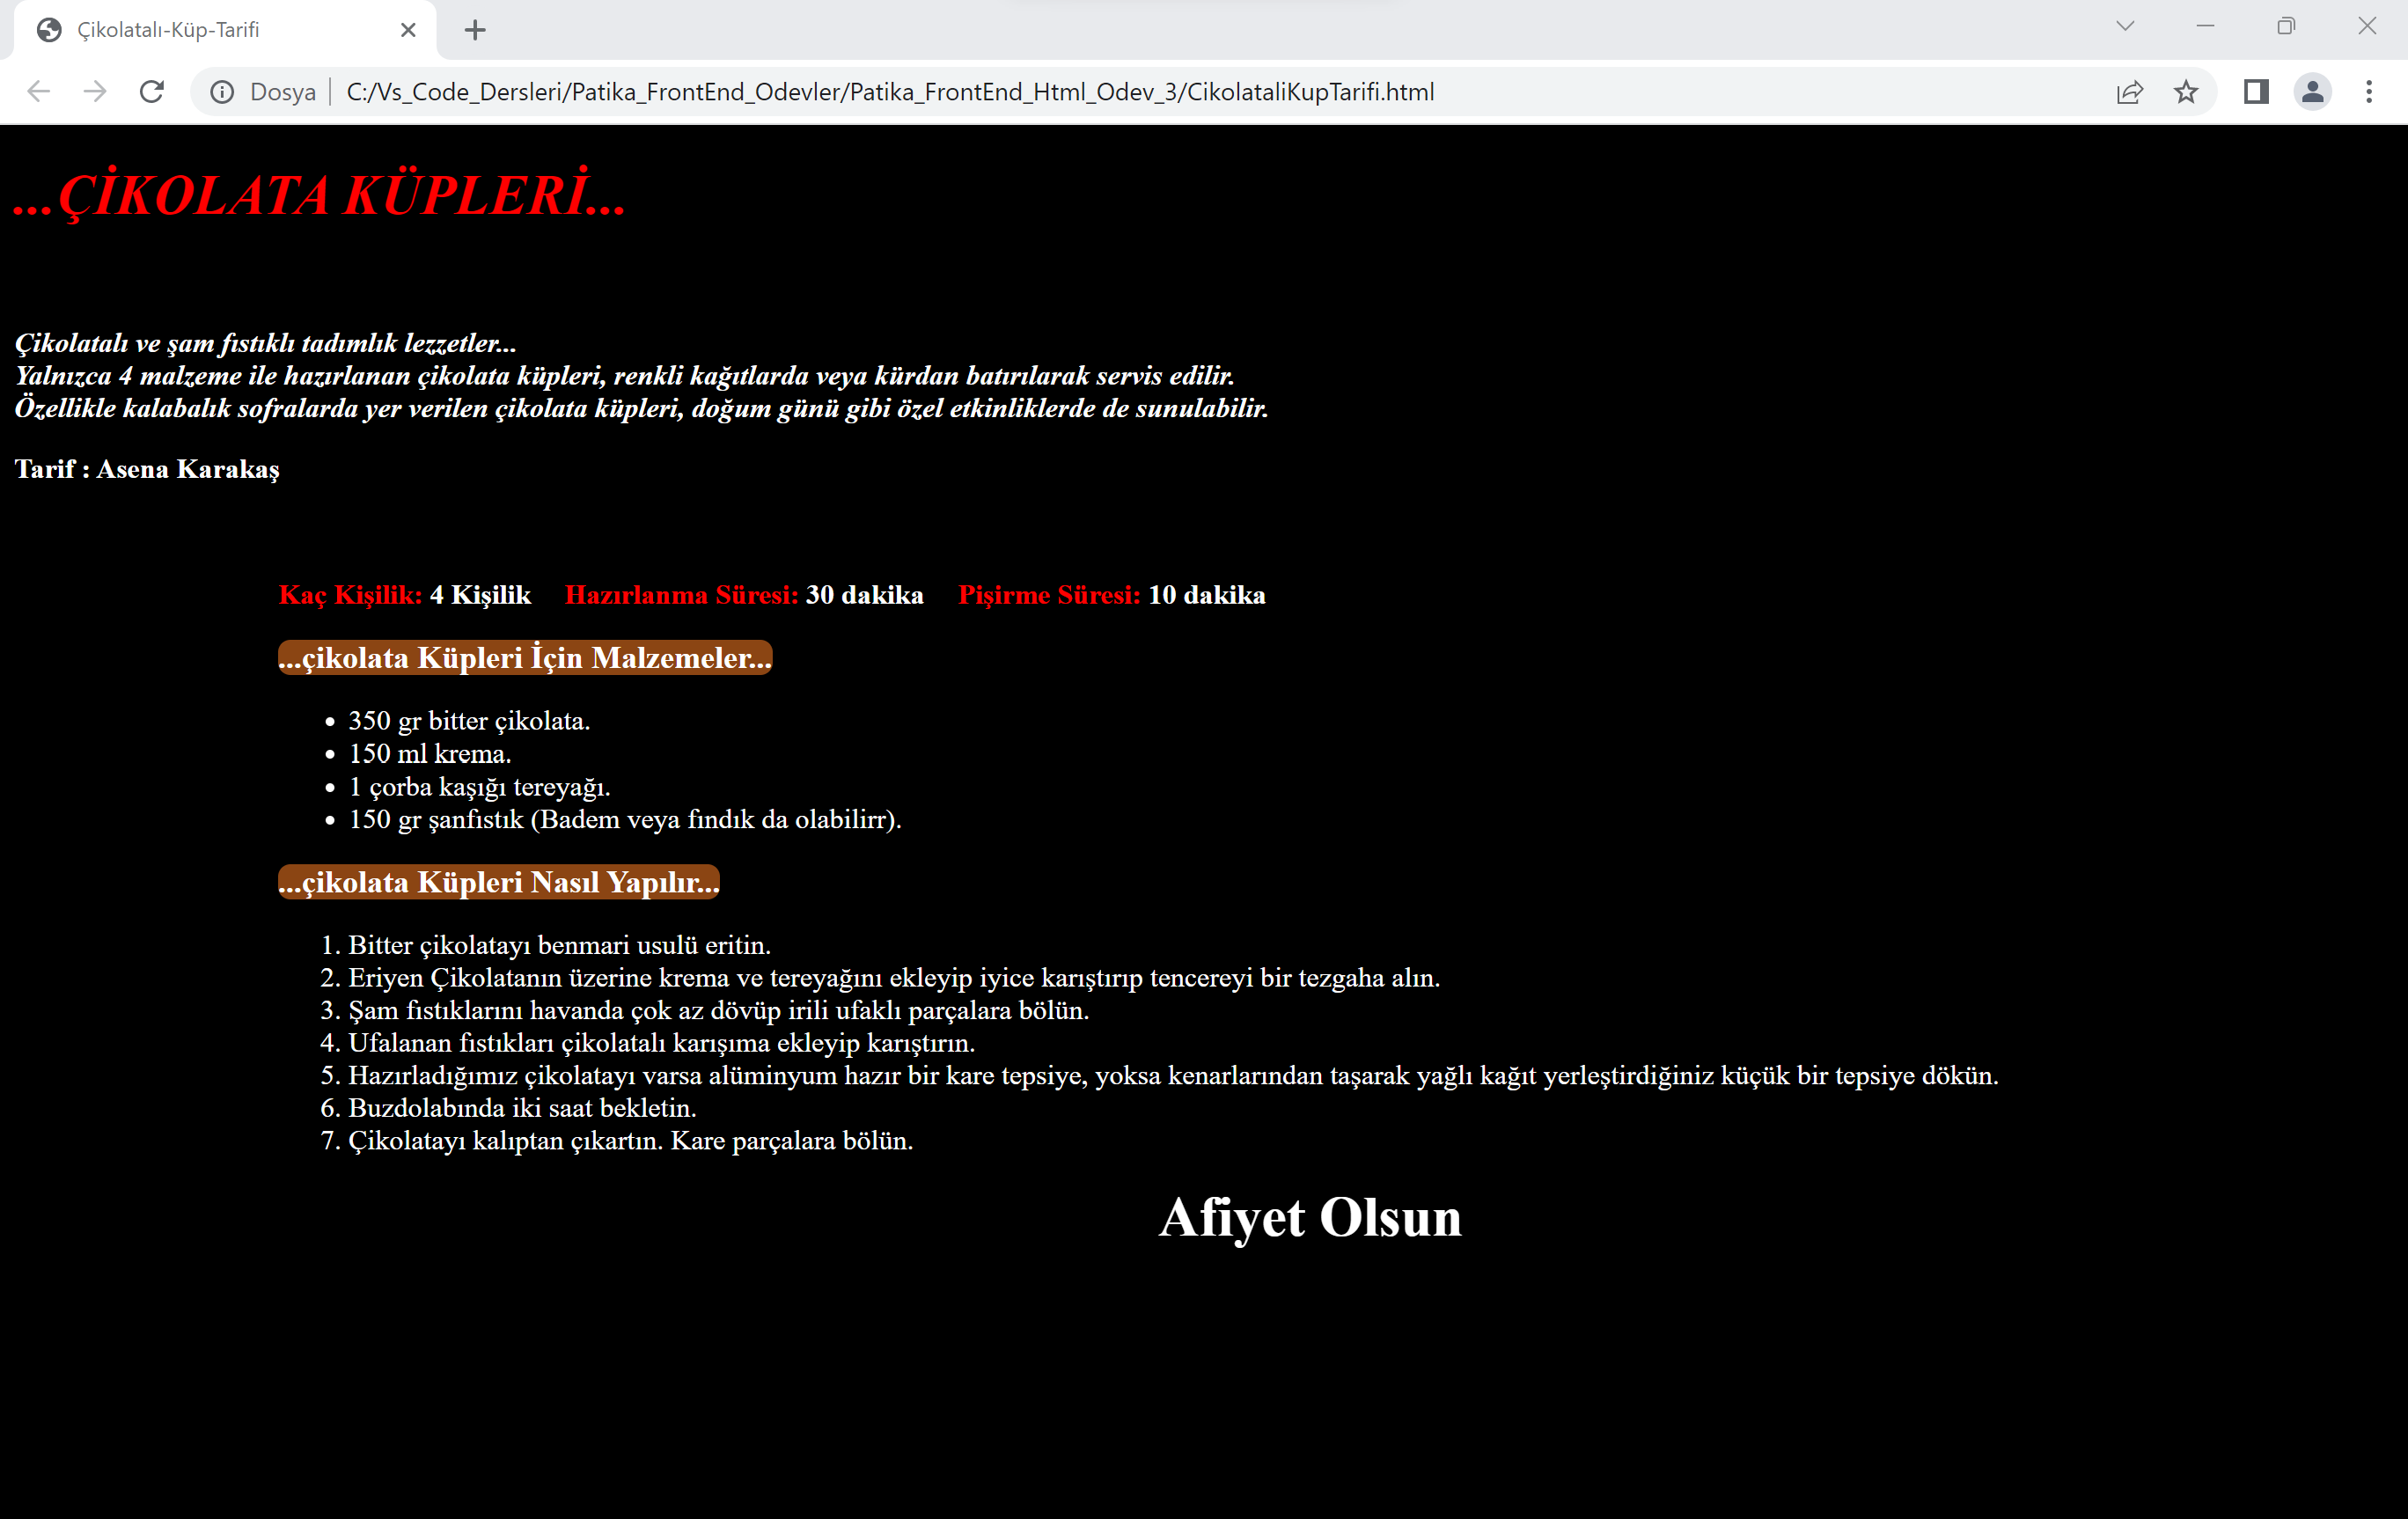 Çikolatalı-Küp-Tarifi
Dosya C:/Vs_Code_Dersleri/Patika_FrontEnd_Odevler/Patika_FrontEnd_Html_Odev_3/CikolataliKupTarifi.html
...ÇİKOLATA KÜPLERİ...
Çikolatalı ve şam fıstıklı tadımlık lezzetler...
Yalnızca 4 malzeme ile hazırlanan çikolata küpleri, renkli kağıtlarda veya kürdan batırılarak servis edilir.
Özellikle kalabalık sofralarda yer verilen çikolata küpleri, doğum günü gibi özel etkinliklerde de sunulabilir.
Tarif : Asena Karakaş
Kaç Kişilik: 4 Kişilik Hazırlanma Süresi: 30 dakika Pişirme Süresi: 10 dakika
...çikolata Küpleri İçin Malzemeler...
• 350 gr bitter çikolata.
• 150 ml krema.
• 1 çorba kaşığı tereyağı.
• 150 gr şanfıstık (Badem veya fındık da olabilirr).
...çikolata Küpleri Nasıl Yapılır...
1. Bitter çikolatayı benmari usulü eritin.
2. Eriyen Çikolatanın üzerine krema ve tereyağını ekleyip iyice karıştırıp tencereyi bir tezgaha alın.
3. Şam fıstıklarını havanda çok az dövüp irili ufaklı parçalara bölün.
4. Ufalanan fıstıkları çikolatalı karışıma ekleyip karıştırın.
5. Hazırladığımız çikolatayı varsa alüminyum hazır bir kare tepsiye, yoksa kenarlarından taşarak yağlı kağıt yerleştirdiğiniz küçük bir tepsiye dökün.
6. Buzdolabında iki saat bekletin.
7. Çikolatayı kalıptan çıkartın. Kare parçalara bölün.
Afiyet Olsun